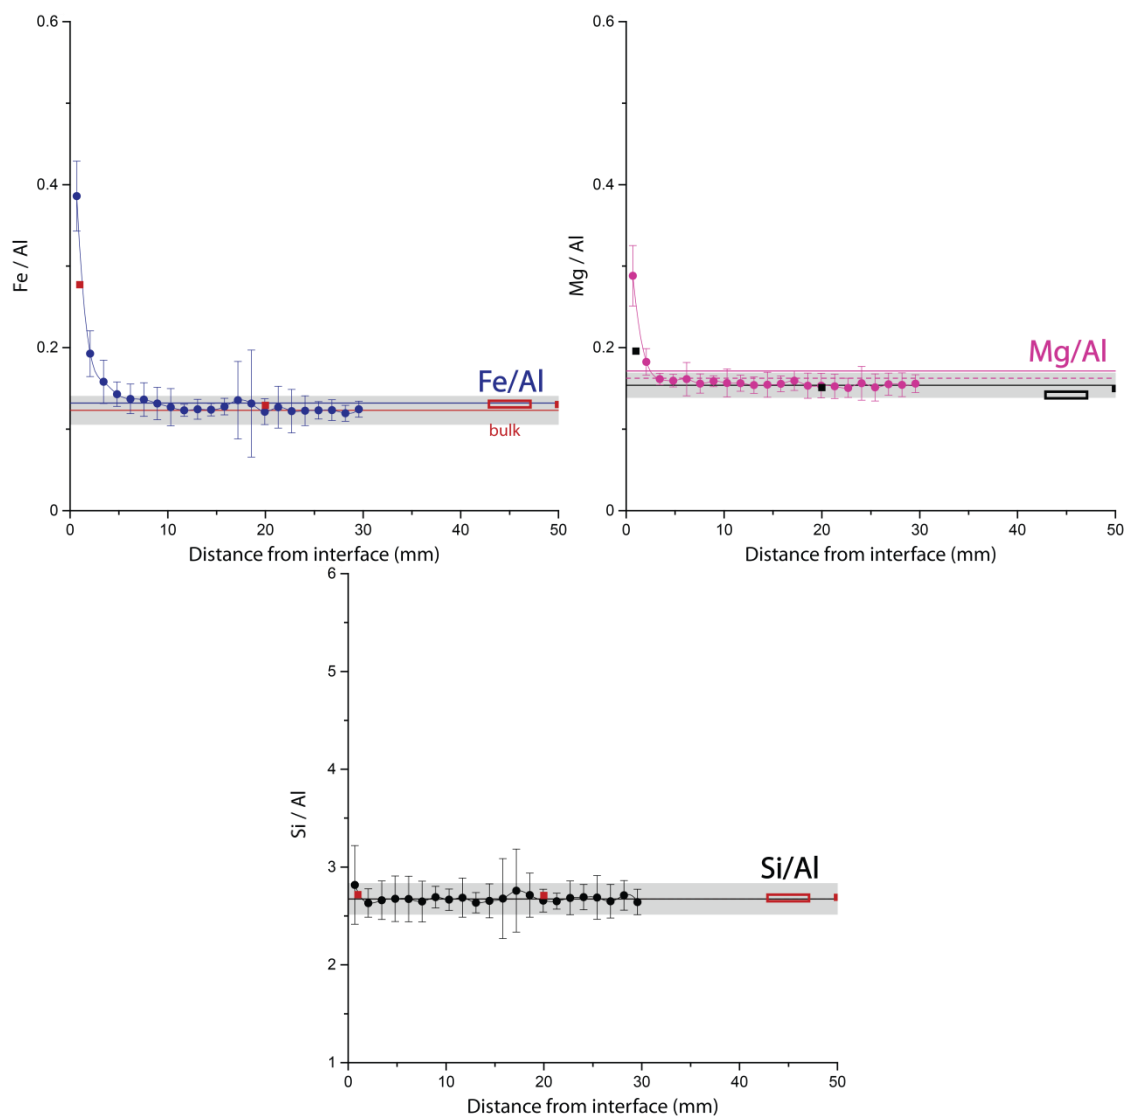 0.6
0.4
0.2
0
Fe / Al
Fe/Al
bulk
0 10 20 30 40 50
Distance from interface (mm)
0.6
0.4
0.2
0
Mg / Al
Mg/Al
0 10 20 30 40 50
Distance from interface (mm)
6
5
4
3
2
1
Si / Al
Si/Al
0 10 20 30 40 50
Distance from interface (mm)